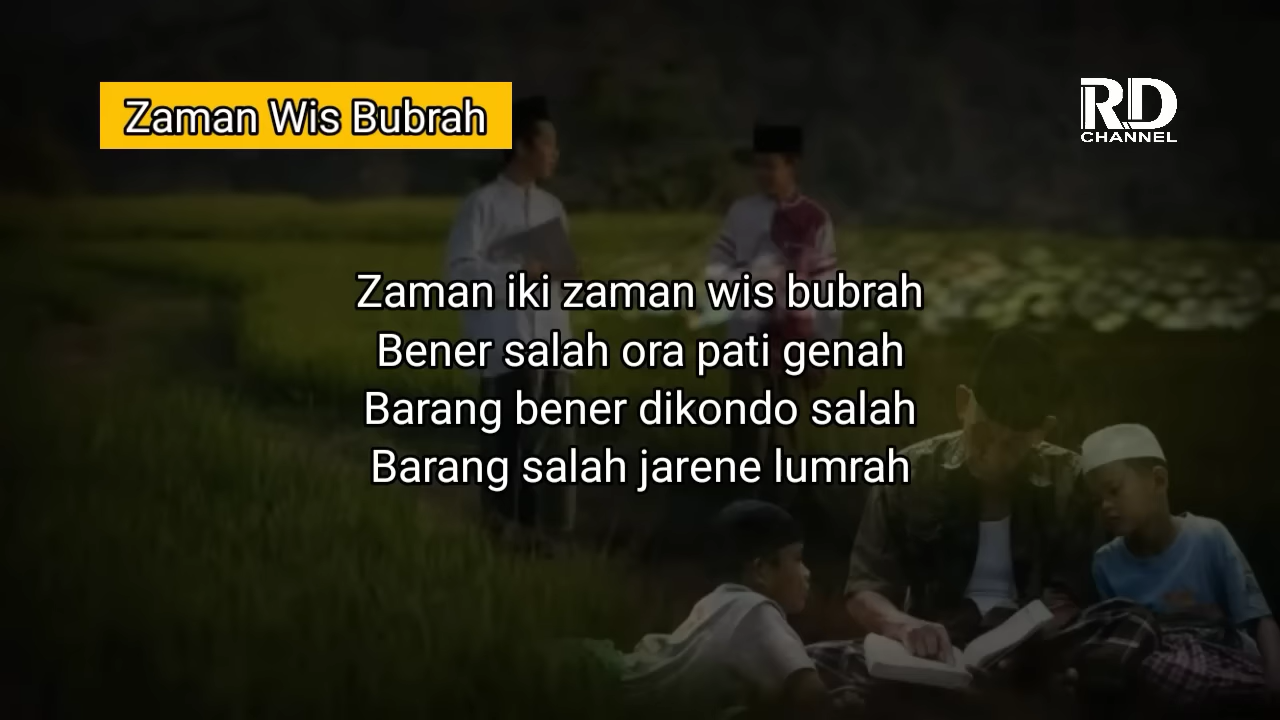 Zaman Wis Bubrah
RD
CHANNEL
Zaman iki zaman wis bubrah
Bener salah ora pati genah
Barang bener dikondo salah
Barang salah jarene lumrah